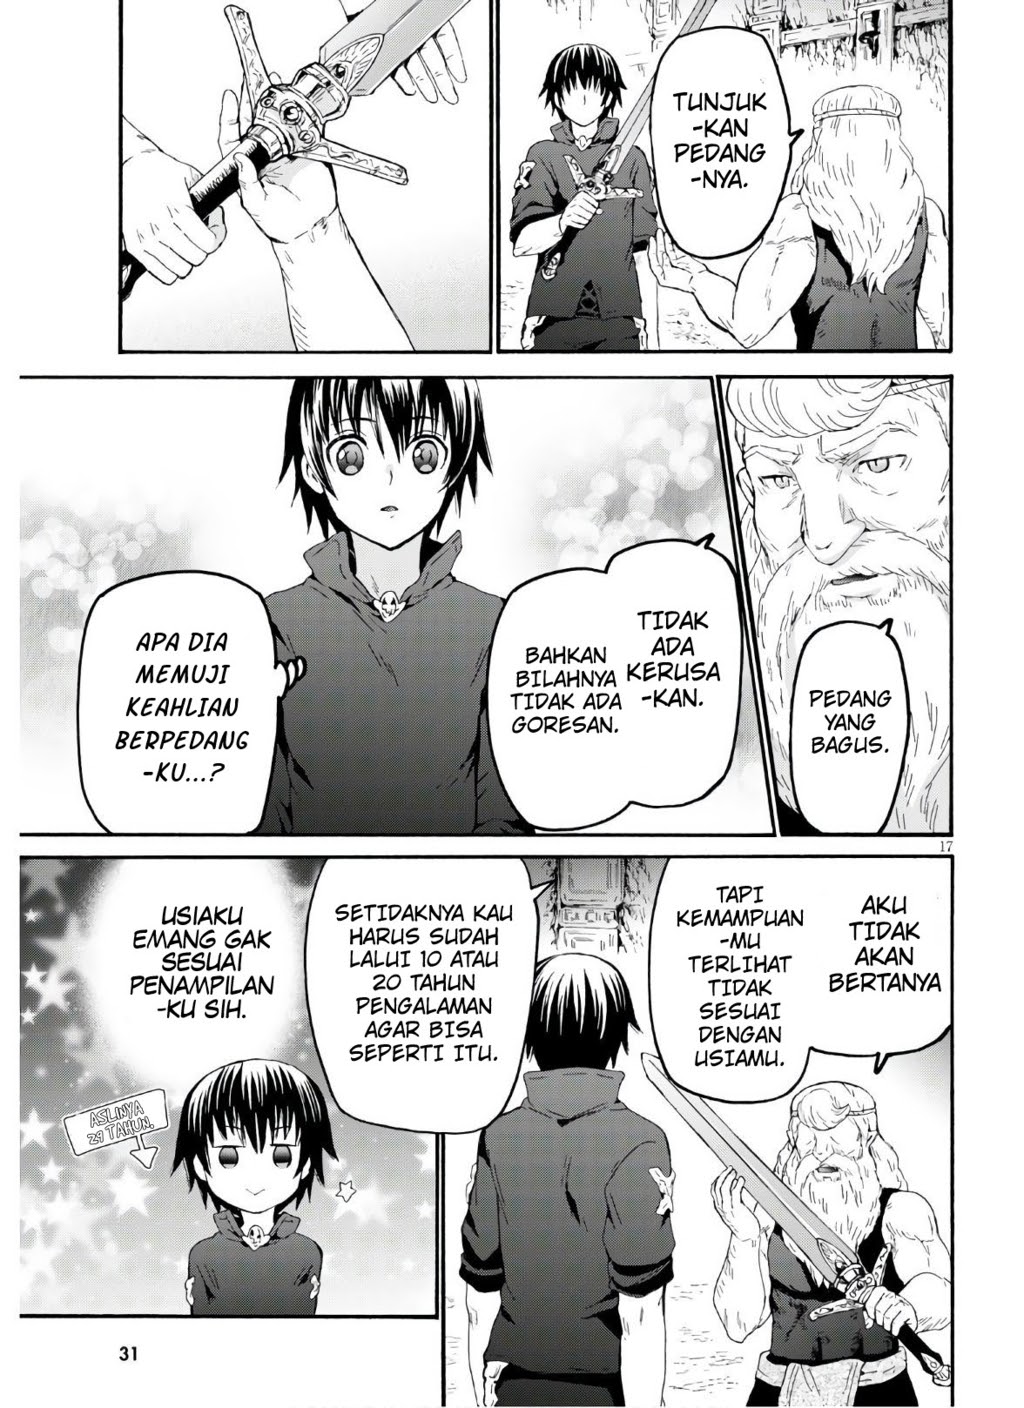 TUNJUK
-KAN
PEDANG
-NYA.
PEDANG
YANG
BAGUS.
TIDAK
ADA
KERUSA
-KAN.
BAHKAN
BILAHNYA
TIDAK ADA
GORESAN.
APA DIA
MEMUJI
KEAHLIAN
BERPEDANG
-KU...?
17
AKU
TIDAK
AKAN
BERTANYA
TAPI
KEMAMPUAN
-MU
TERLIHAT
TIDAK
SESUAI
DENGAN
USIAMU.
SETIDAKNYA KAU
HARUS SUDAH
LALUI 10 ATAU
20 TAHUN
PENGALAMAN
AGAR BISA
SEPERTI ITU.
USIAKU
EMANG GAK
SESUAI
PENAMPILAN
-KU SIH.
ASLINYA
29 TAHUN.
31